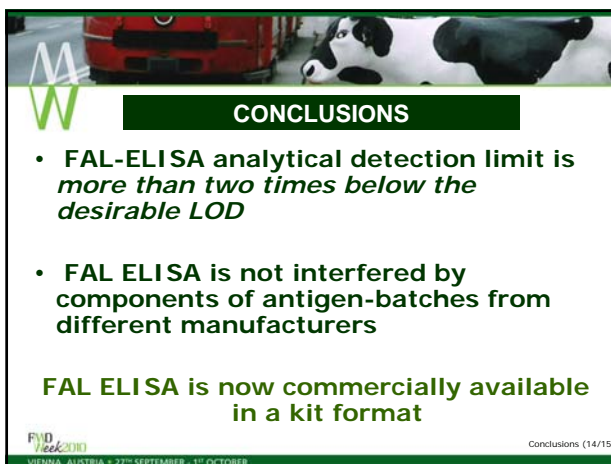 CONCLUSIONS
• FAL-ELISA analytical detection limit is
more than two times below the
desirable LOD
• FAL ELISA is not interfered by
components of antigen-batches from
different manufacturers
FAL ELISA is now commercially available
in a kit format
FMD
Week2010
Conclusions (14/15
VIENNA, AUSTRIA • 27TH SEPTEMBER - 1ST OCTOBER